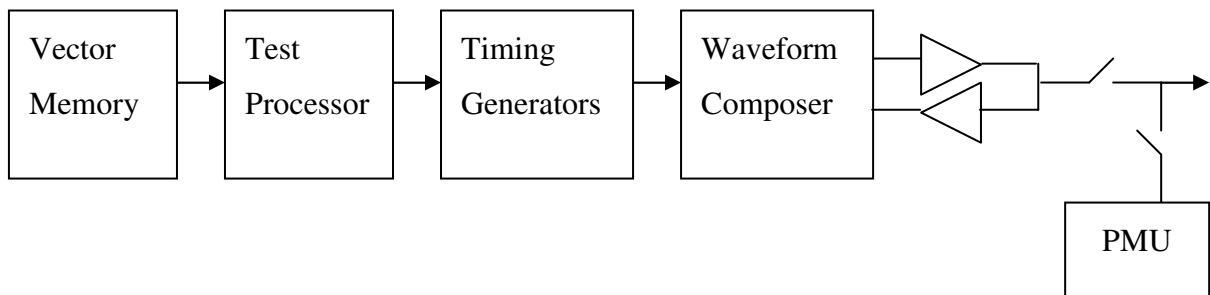 Vector
Memory
Test
Processor
Timing
Generators
Waveform
Composer
PMU